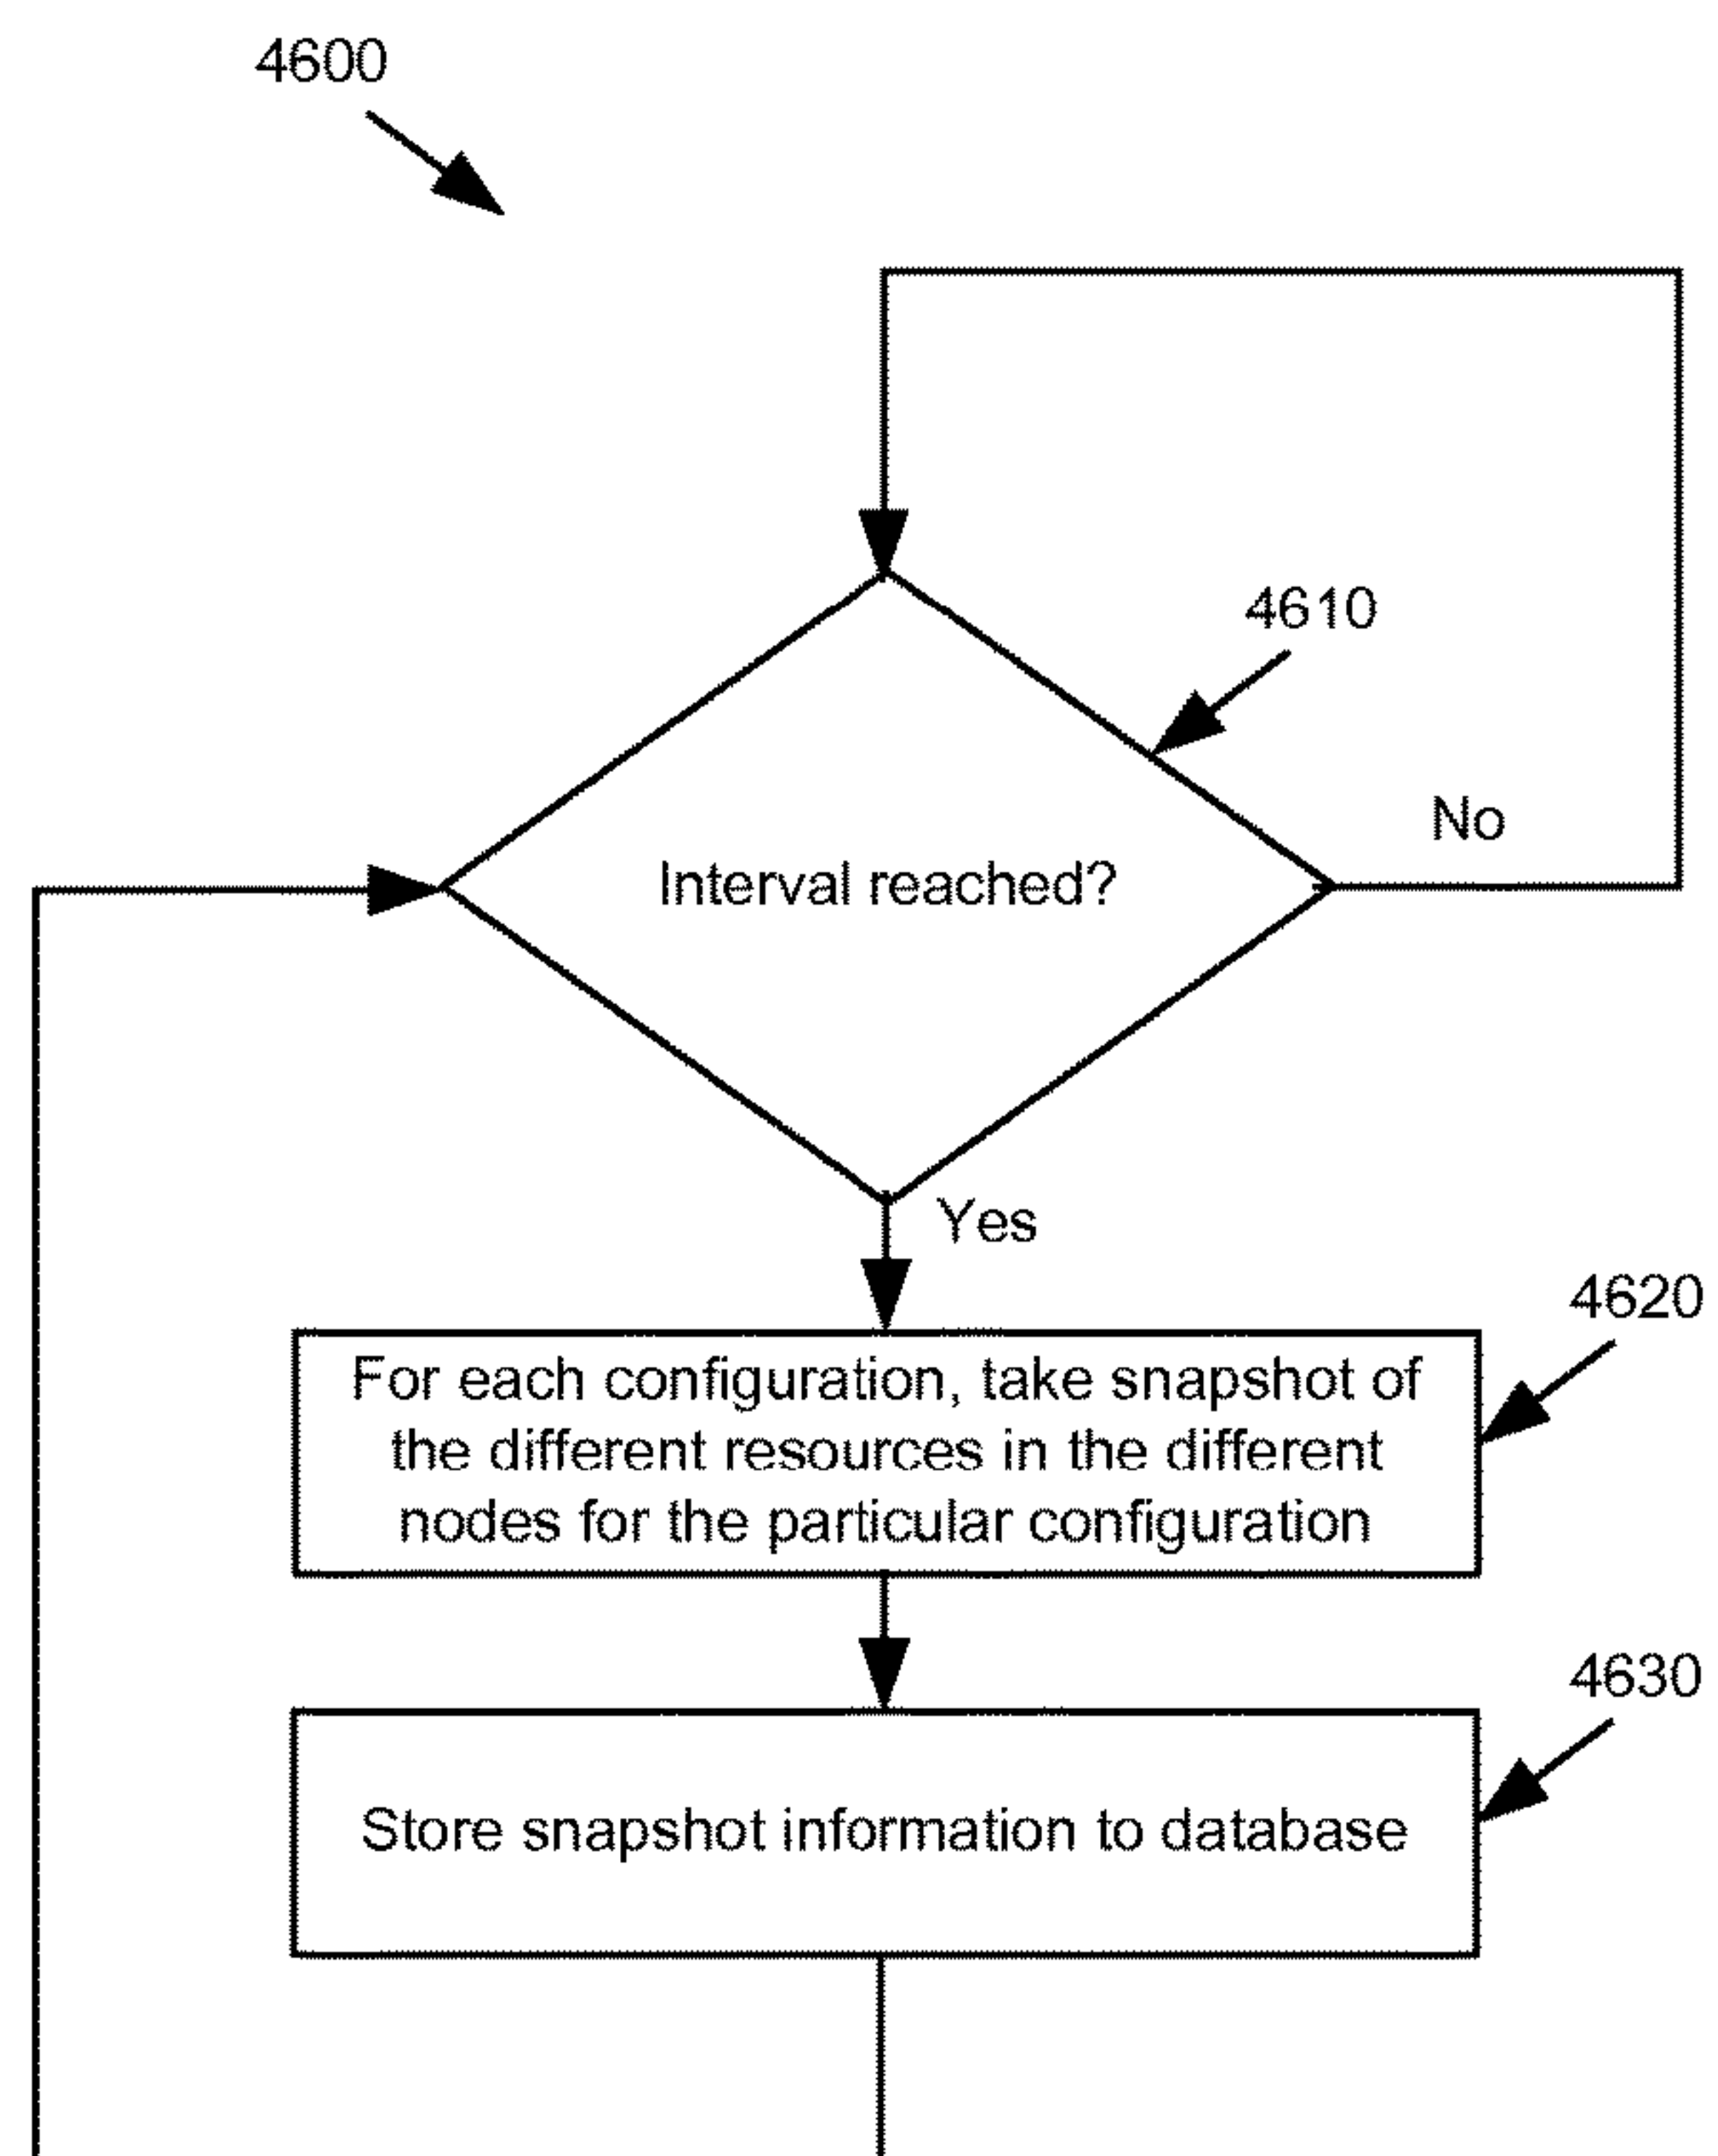 4600
4610
No
Interval reached?
Yes
4620
For each configuration, take snapshot of
the different resources in the different
nodes for the particular configuration
4630
Store snapshot information to database